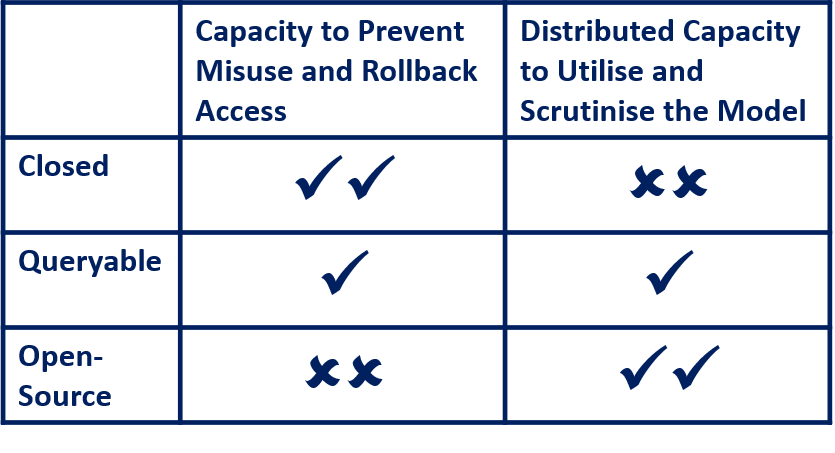 Capacity to Prevent
Misuse and Rollback
Access
Distributed Capacity
to Utilise and
Scrutinise the Model
Closed
✓✓
✘✘
Queryable
✓
✓
Open-
Source
✘✘
✓✓